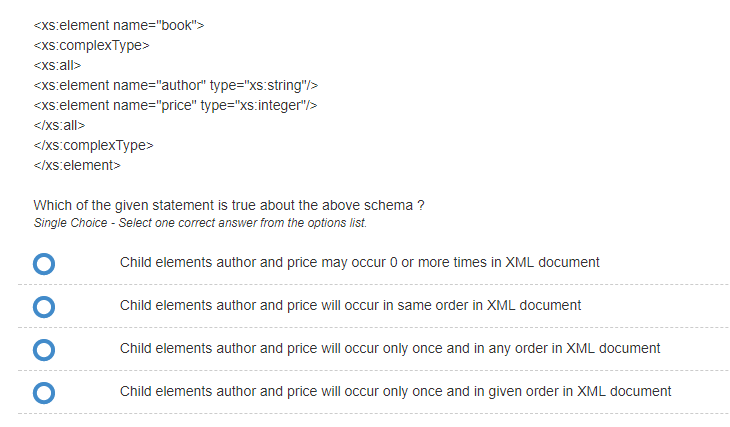 <xs:element name="book">
<xs:complexType>
<xs:all>
<xs:element name="author" type="xs:string"/>
<xs:element name="price" type="xs:integer"/>
</xs:all>
</xs:complexType>
</xs:element>
Which of the given statement is true about the above schema ?
Single Choice - Select one correct answer from the options list.
Child elements author and price may occur 0 or more times in XML document
Child elements author and price will occur in same order in XML document
Child elements author and price will occur only once and in any order in XML document
Child elements author and price will occur only once and in given order in XML document